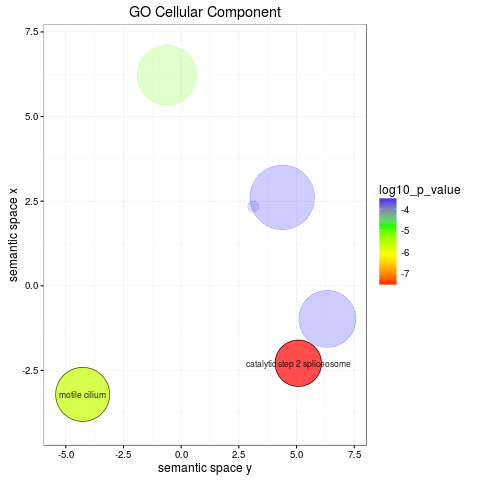 GO Cellular Component
7.5
5.0
2.5
0.0
-2.5
semantic space x
-5.0 -2.5 0.0 2.5 5.0 7.5
semantic space y
catalytic step 2 spliceosome
motile cilium
log10_p_value
-4
-5
-6
-7